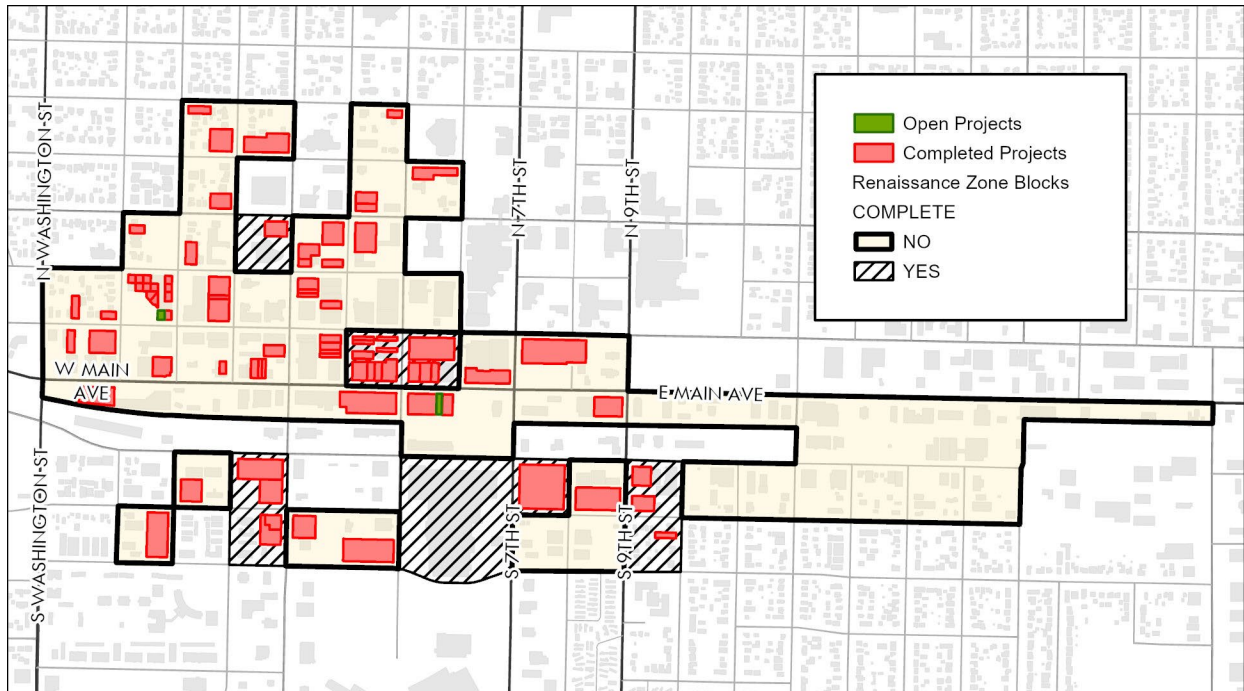 N WASHINGTON ST
N 7TH ST
N 9TH ST
Open Projects
Completed Projects
Renaissance Zone Blocks
COMPLETE
NO
YES
W MAIN
AVE
E MAIN AVE
S WASHINGTON ST
S 7TH ST
S 9TH ST